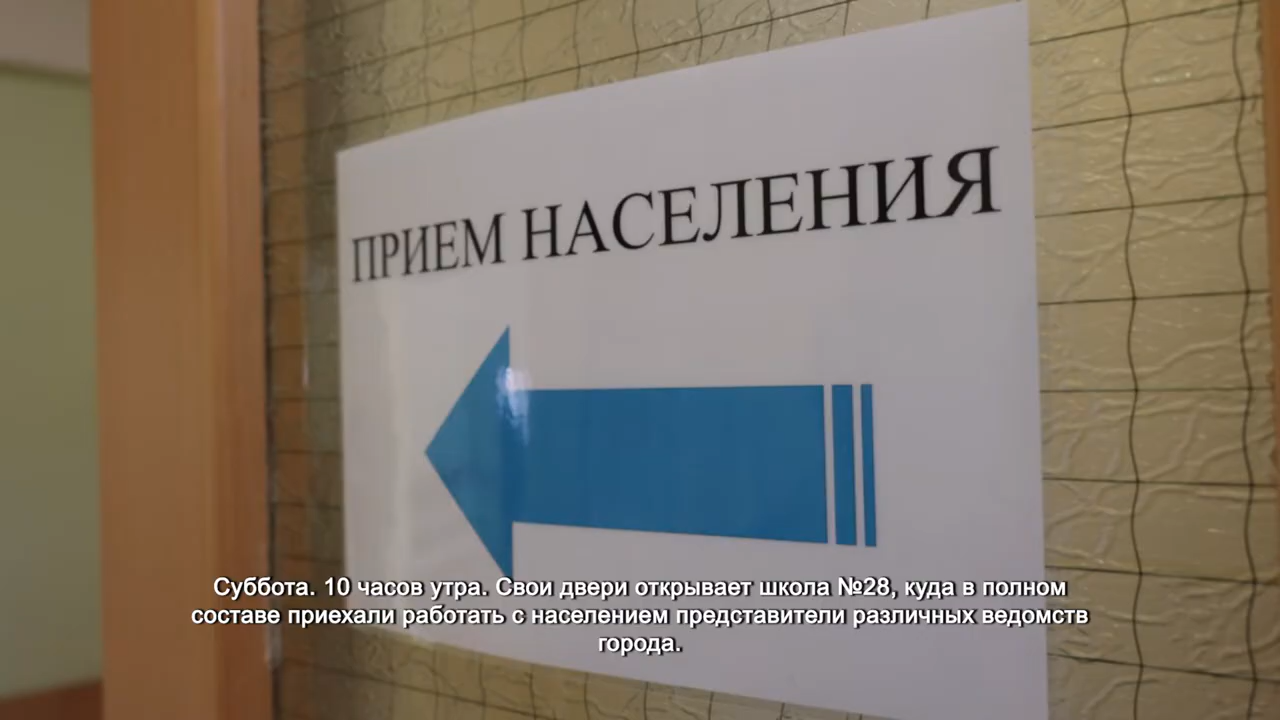 ПРИЕМ НАСЕЛЕНИЯ
Суббота. 10 часов утра. Свои двери открывает школа №28, куда в полном
составе приехали работать с населением представители различных ведомств
города.